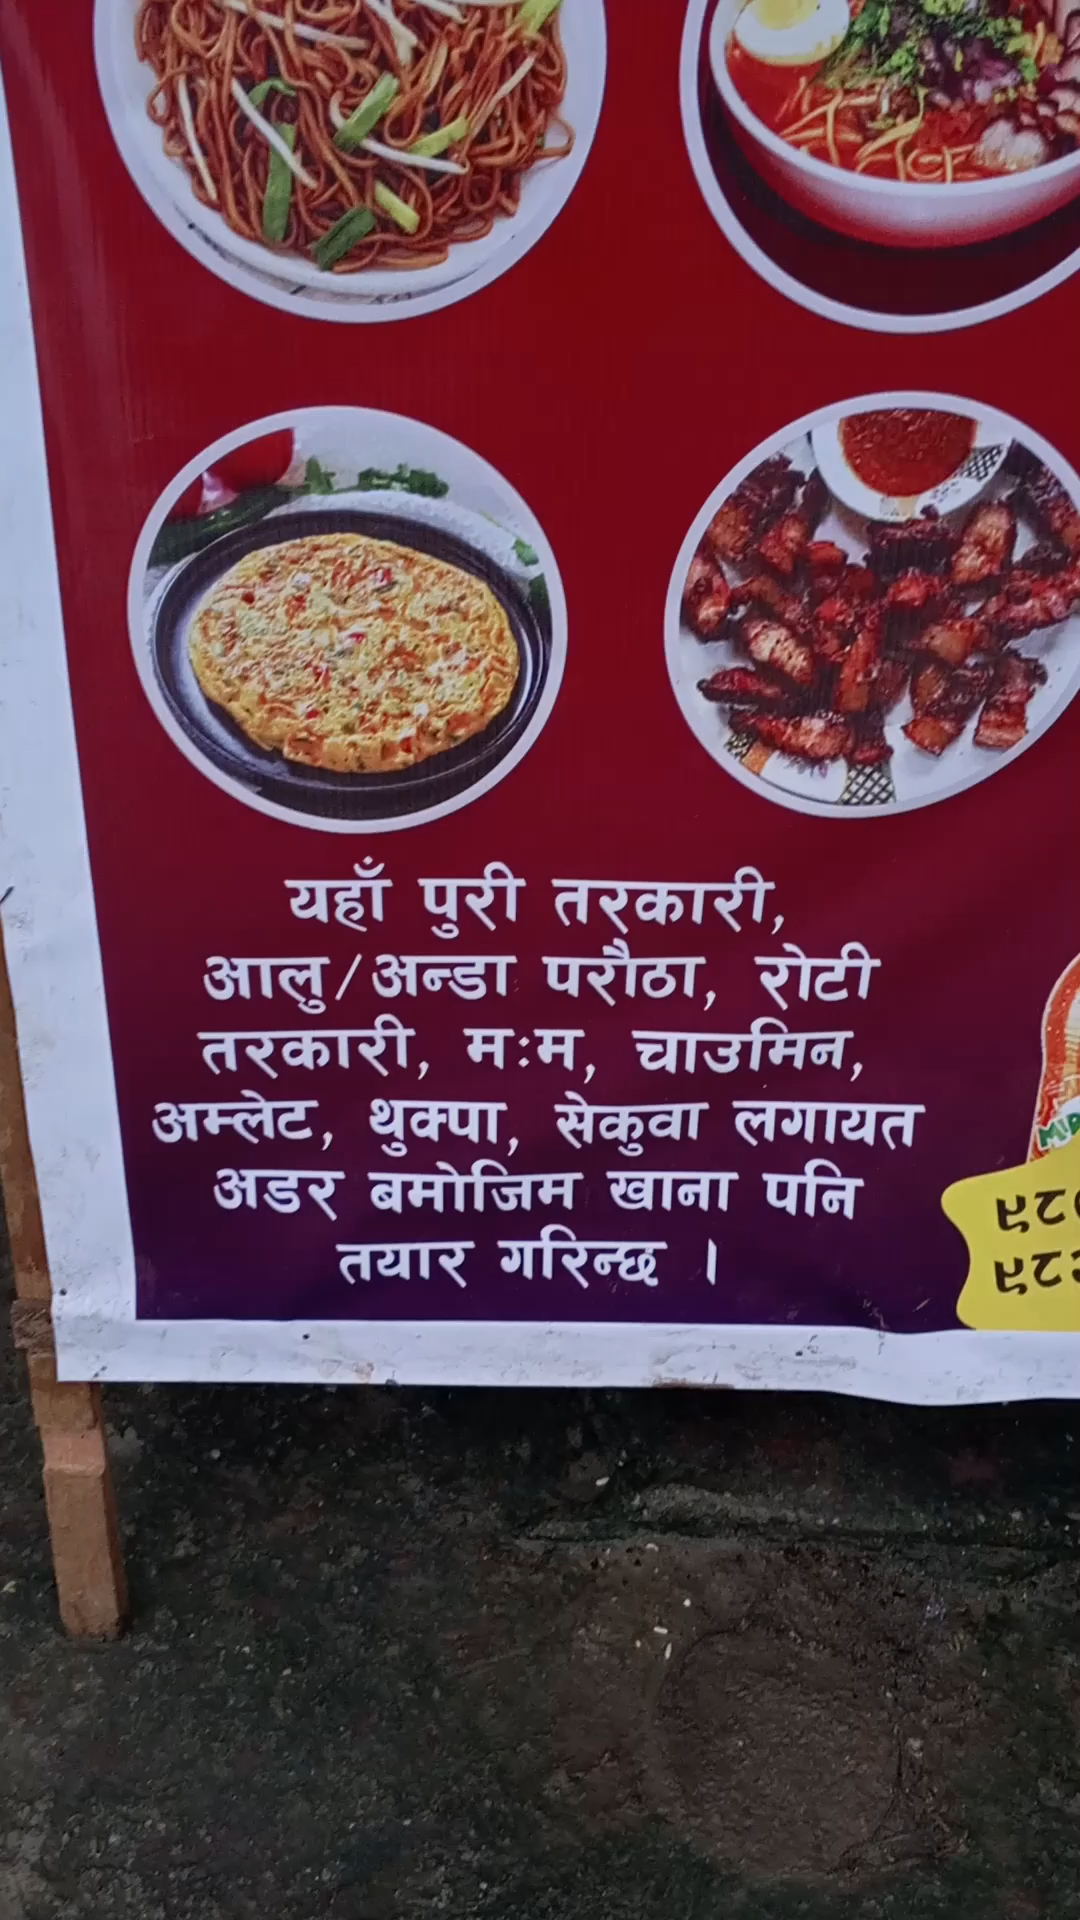 यहाँ पुरी तरकारी,
आलु/अन्डा परौठा, रोटी
तरकारी, म:म, चाउमिन,
अम्लेट, थुक्पा, सेकुवा लगायत
अडर बमोजिम खाना पनि
तयार गरिन्छ ।